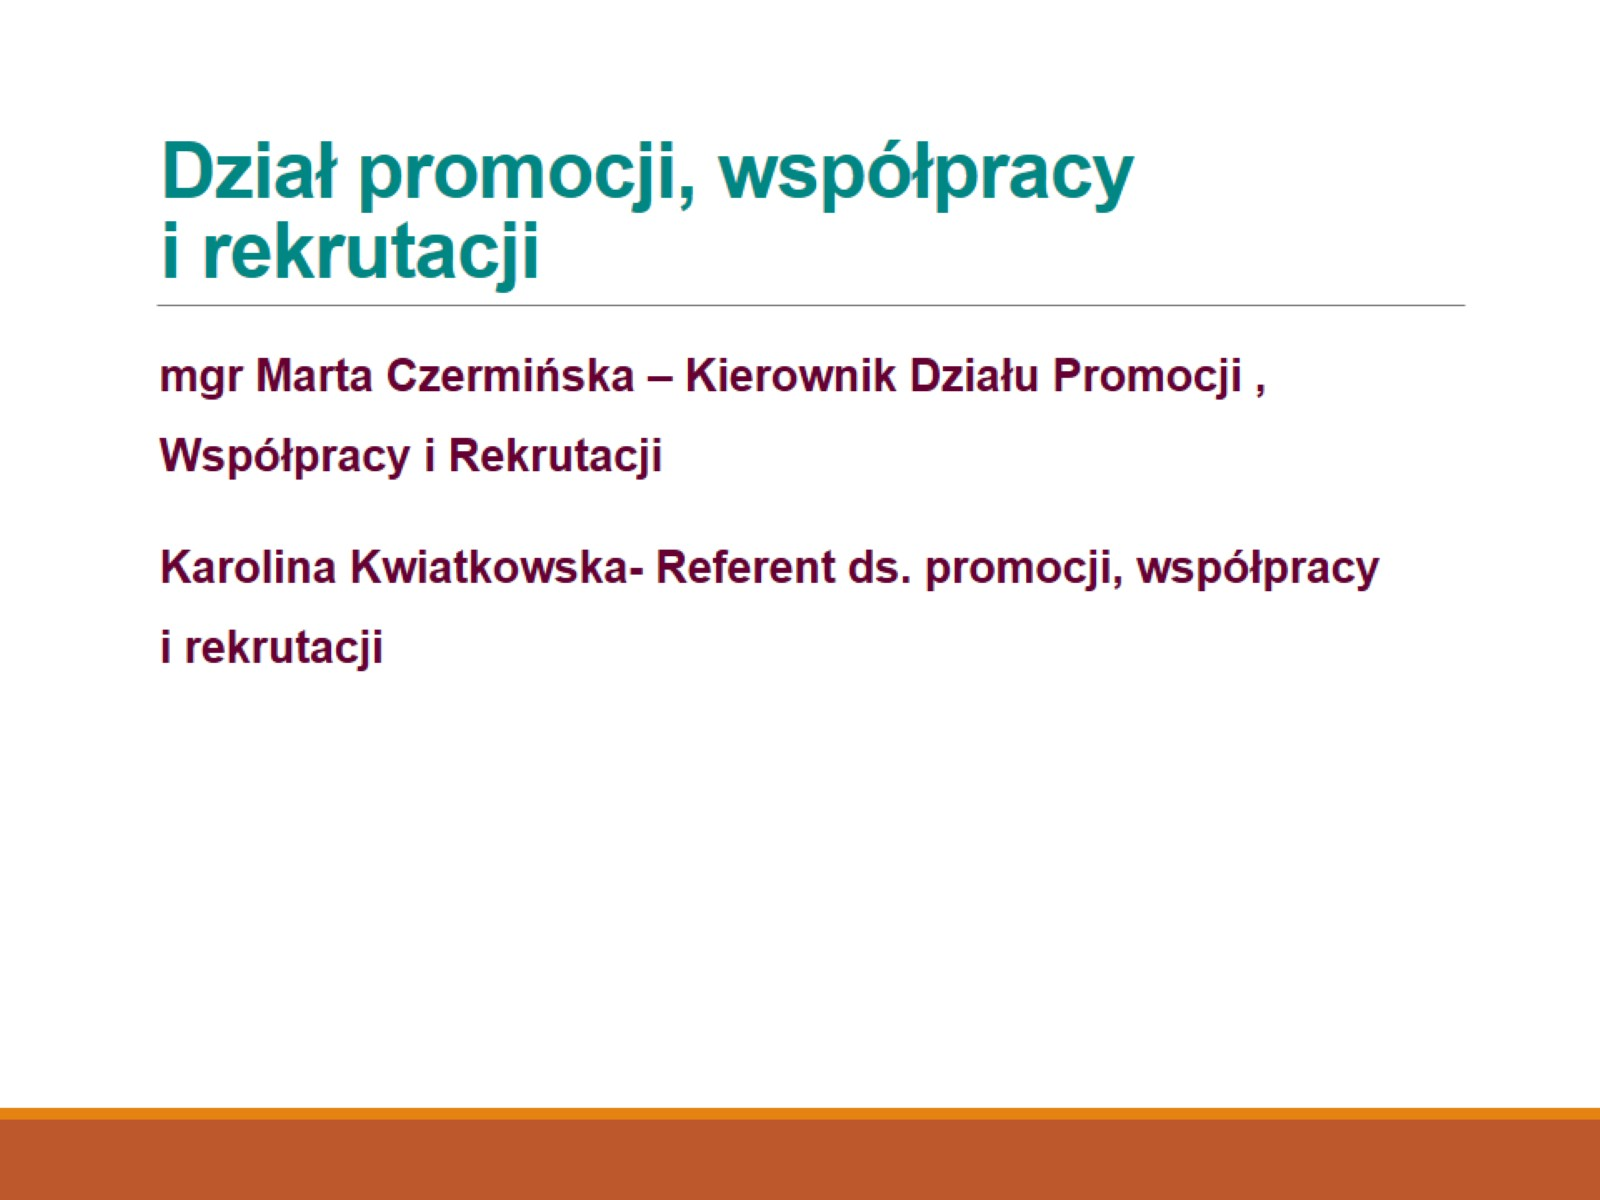 Dział promocji, współpracy
i rekrutacji
mgr Marta Czermińska – Kierownik Działu Promocji ,
Współpracy i Rekrutacji
Karolina Kwiatkowska- Referent ds. promocji, współpracy
i rekrutacji